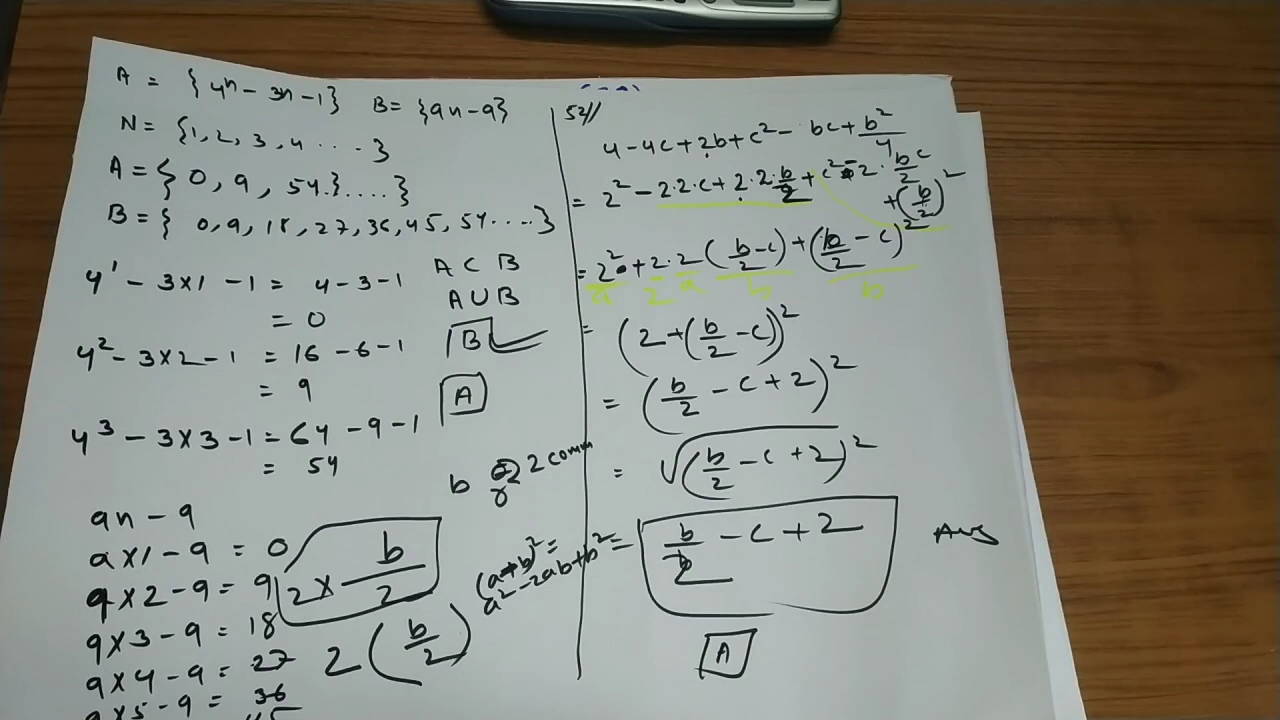 A = {4ⁿ - 3n - 1} B = {9n - 9}
N = {1, 2, 3, 4 ....}
A = {0, 9, 54.}....}
B = {0, 9, 18, 27, 36, 45, 54.....}
4¹ - 3×1 - 1 = 4 - 3 - 1
= 0
4² - 3×2 - 1 = 16 - 6 - 1
= 9
4³ - 3×3 - 1 = 64 - 9 - 1
= 54
A ⊂ B
A ∪ B
B
A
9n - 9
9×1 - 9 = 0
9×2 - 9 = 9
9×3 - 9 = 18
9×4 - 9 = 27
9×5 - 9 = 36
45
2 × b/2
2(b/2)
b 2 comm
(a+b)² =
a² - 2ab + b²
52//
4 - 4c + 2b + c² - bc + b²/4
= 2² - 2·2·c + 2·2·b/2 + c² - 2·b/2 c + (b/2)²
= 2² + 2·2(b/2 - c) + (b/2 - c)²
a 2 a b b
= (2 + (b/2 - c))²
= (b/2 - c + 2)²
= √(b/2 - c + 2)²
= b/2 - c + 2 Ans
A